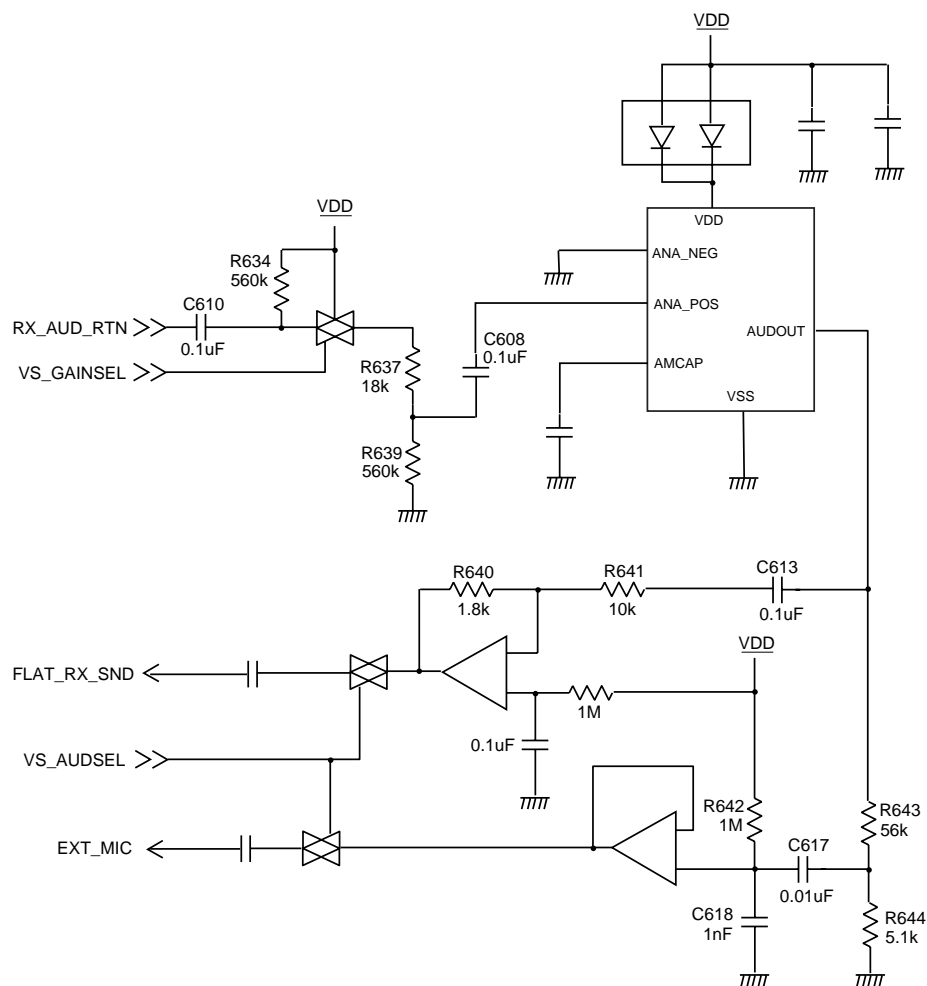 VDD
VDD
VDD
R634
560k
ANA_NEG
C610
ANA_POS
RX_AUD_RTN
0.1uF
C608
0.1uF
AUDOUT
VS_GAINSEL
R637
18k
AMCAP
VSS
R639
560k
R640
1.8k
R641
10k
C613
0.1uF
VDD
FLAT_RX_SND
1M
0.1uF
VS_AUDSEL
R642
1M
R643
56k
EXT_MIC
C617
0.01uF
C618
1nF
R644
5.1k